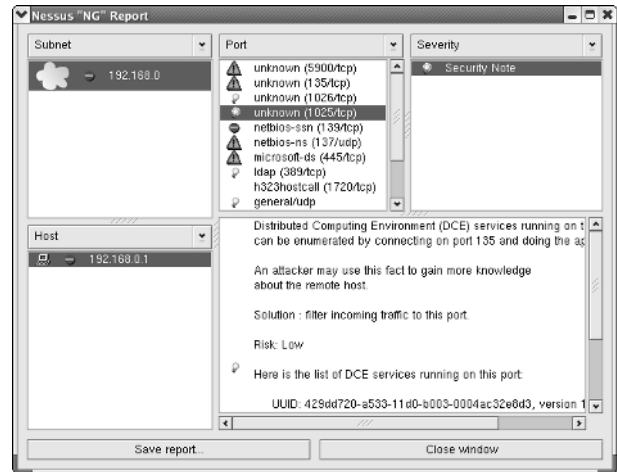 Nessus "NG" Report
Subnet
192.168.0
Port
unknown (5900/tcp)
unknown (135/tcp)
unknown (1026/tcp)
unknown (1025/tcp)
netbios-ssn (139/tcp)
netbios-ns (137/udp)
microsoft-ds (445/tcp)
ldap (389/tcp)
h323hostcall (1720/tcp)
general/udp
Severity
Security Note
Host
192.168.0.1
Distributed Computing Environment (DCE) services running on t
can be enumerated by connecting on port 135 and doing the ap
An attacker may use this fact to gain more knowledge
about the remote host.
Solution : filter incoming traffic to this port.
Risk: Low
Here is the list of DCE services running on this port:
UUID: 429dd720-a533-11d0-b003-0004ac32e8d3, version 1
Save report...
Close window